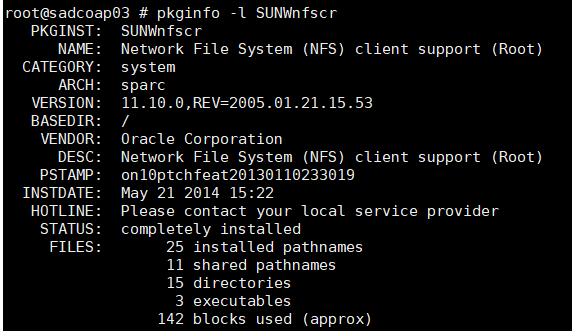 root@sadcoap03 # pkginfo -l SUNWnfscr
PKGINST: SUNWnfscr
NAME: Network File System (NFS) client support (Root)
CATEGORY: system
ARCH: sparc
VERSION: 11.10.0,REV=2005.01.21.15.53
BASEDIR: /
VENDOR: Oracle Corporation
DESC: Network File System (NFS) client support (Root)
PSTAMP: on10ptchfeat20130110233019
INSTDATE: May 21 2014 15:22
HOTLINE: Please contact your local service provider
STATUS: completely installed
FILES: 25 installed pathnames
11 shared pathnames
15 directories
3 executables
142 blocks used (approx)